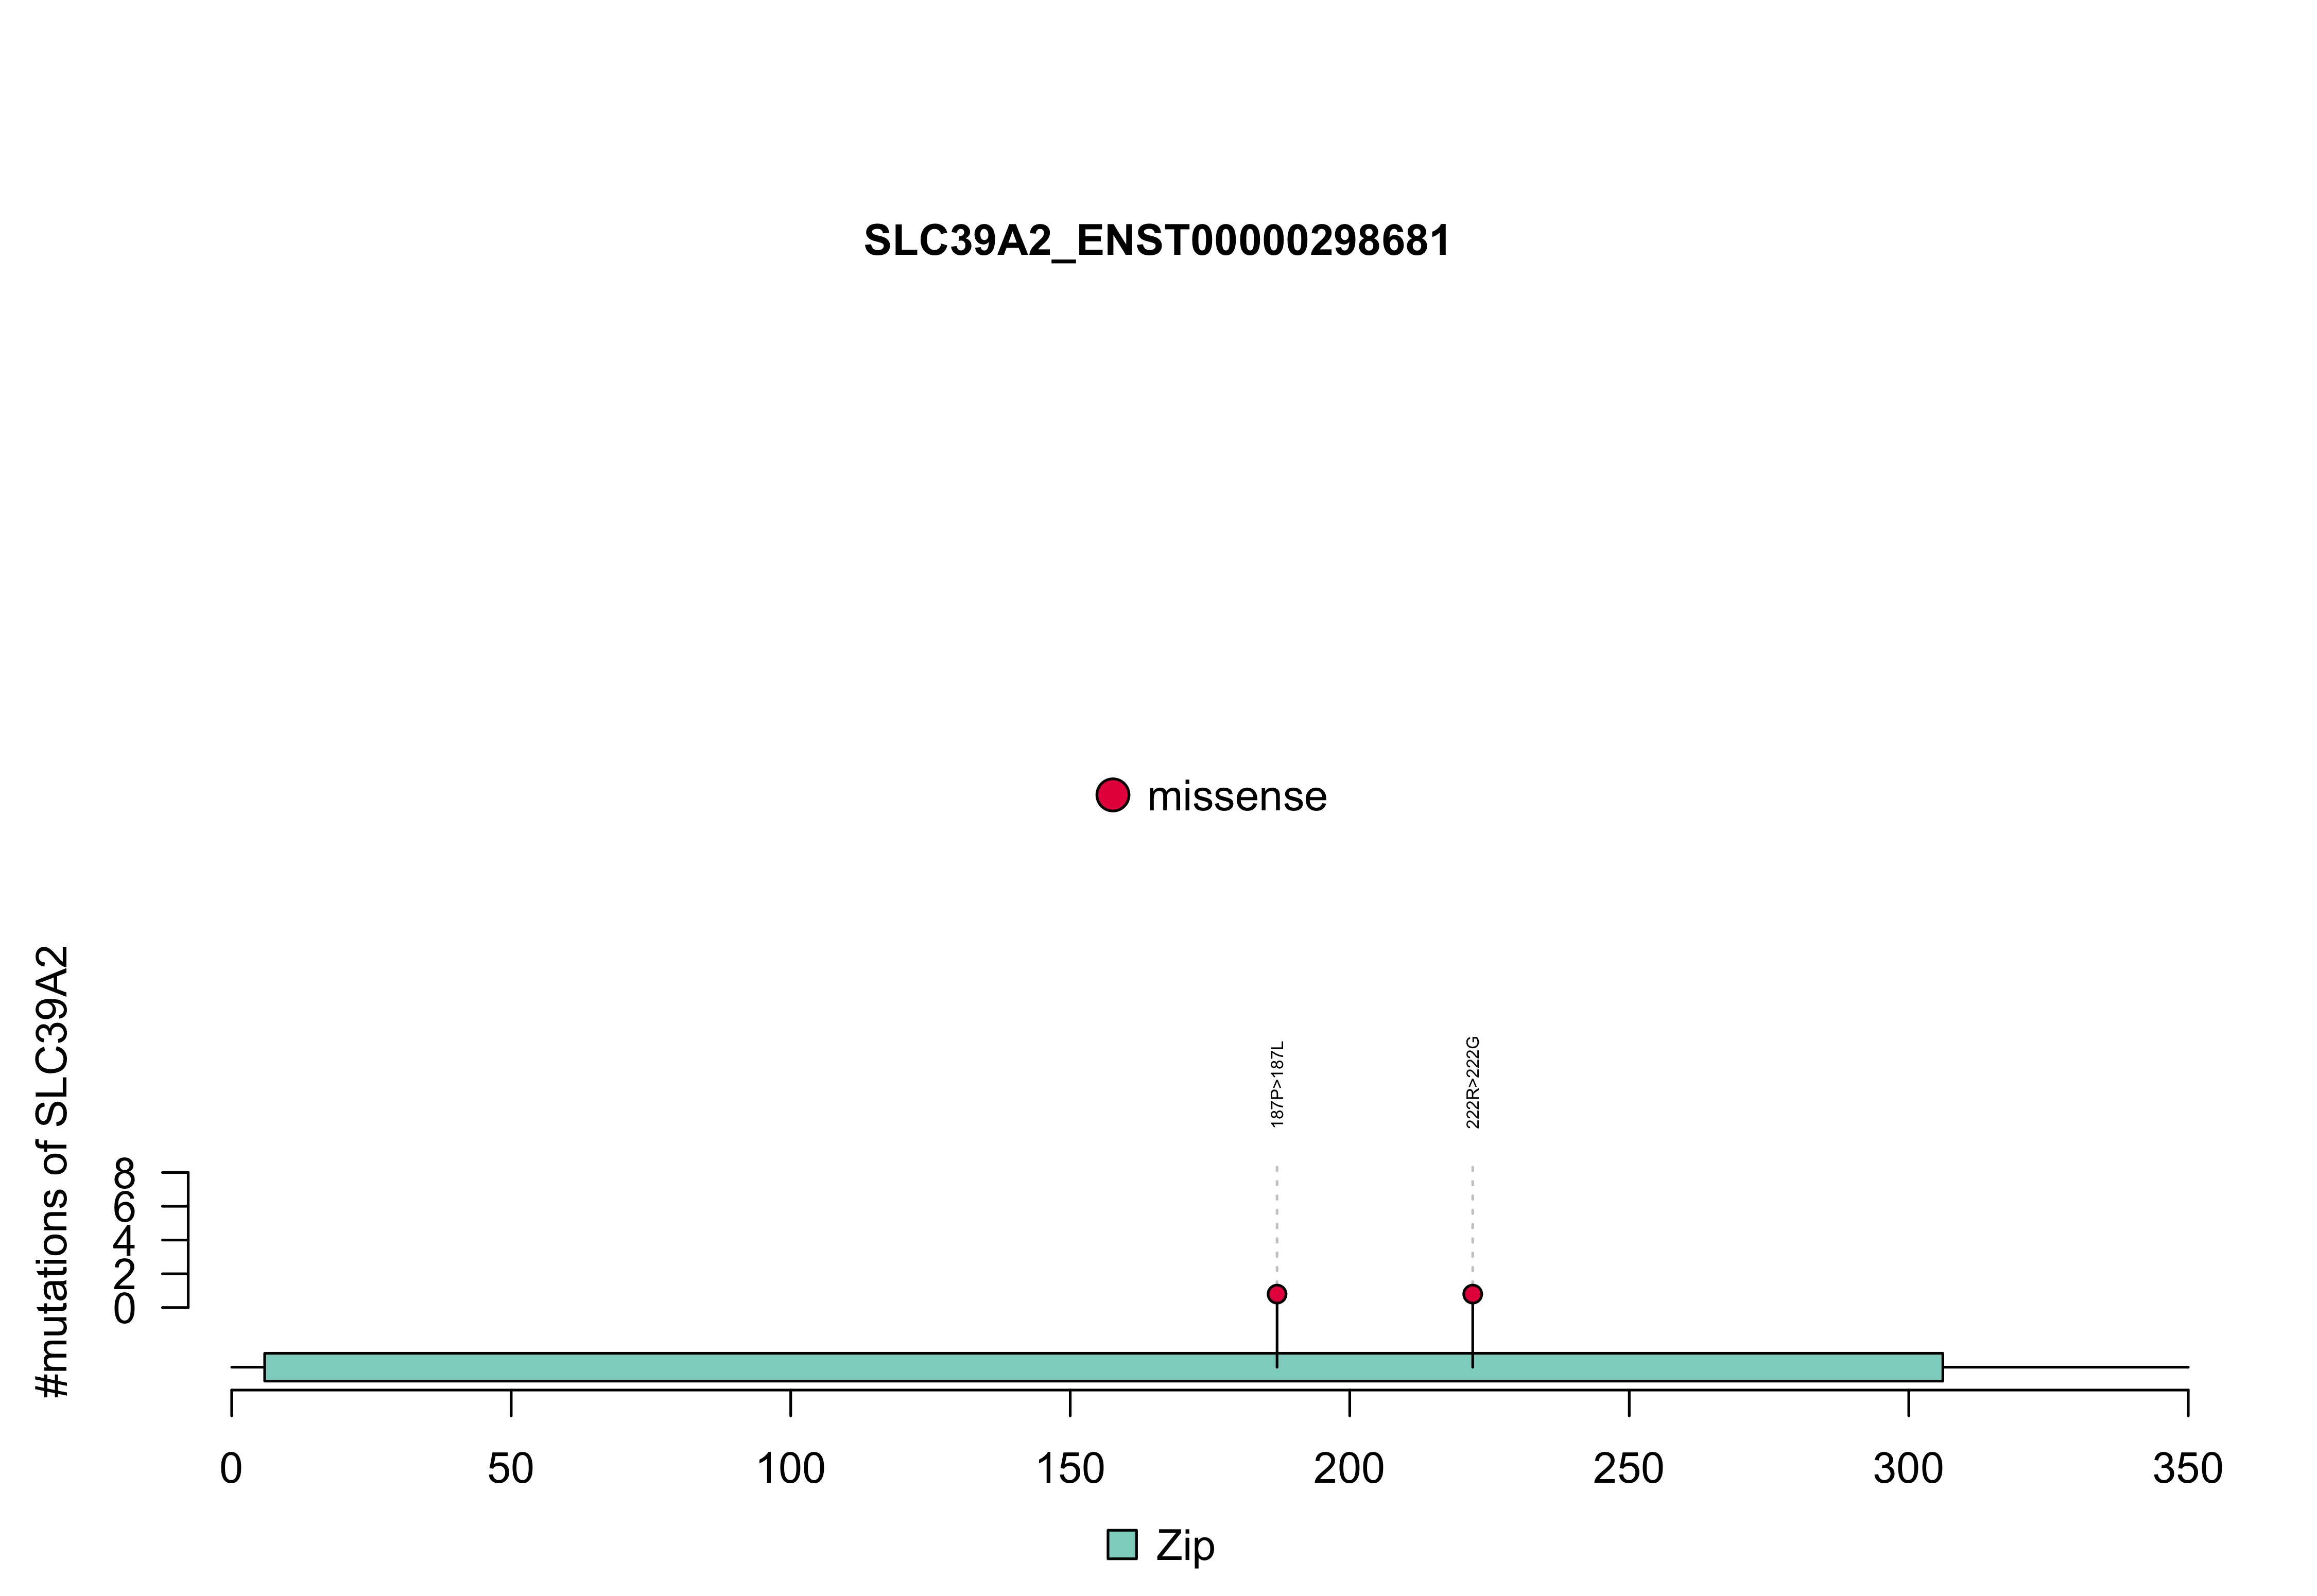 SLC39A2_ENST00000298681
missense
#mutations of SLC39A2
187P>187L
222R>222G
8
6
4
2
0
0 50 100 150 200 250 300 350
Zip